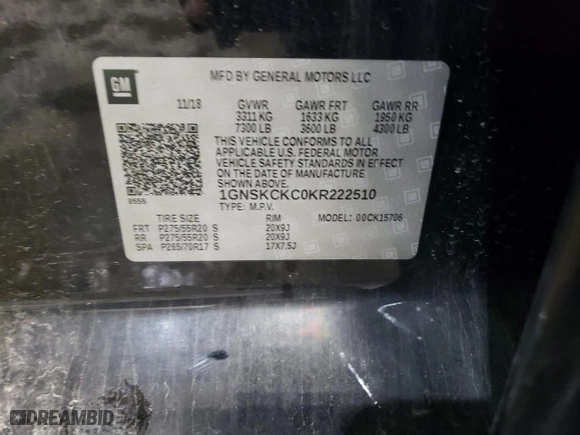 GM
MFD BY GENERAL MOTORS LLC
11/18 GVWR GAWR FRT GAWR RR
3311 KG 1633 KG 1950 KG
7300 LB 3600 LB 4300 LB
THIS VEHICLE CONFORMS TO ALL
APPLICABLE U.S. FEDERAL MOTOR
VEHICLE SAFETY STANDARDS IN EFFECT
ON THE DATE OF MANUFACTURE
SHOWN ABOVE.
8555 1GNSKCKC0KR222510
TYPE: M.P.V. MODEL: 00CK15706
TIRE SIZE RIM
FRT P275/55R20 S 20X9J
RR P275/55R20 S 20X9J
SPA P265/70R17 S 17X7.5J
DREAMBID